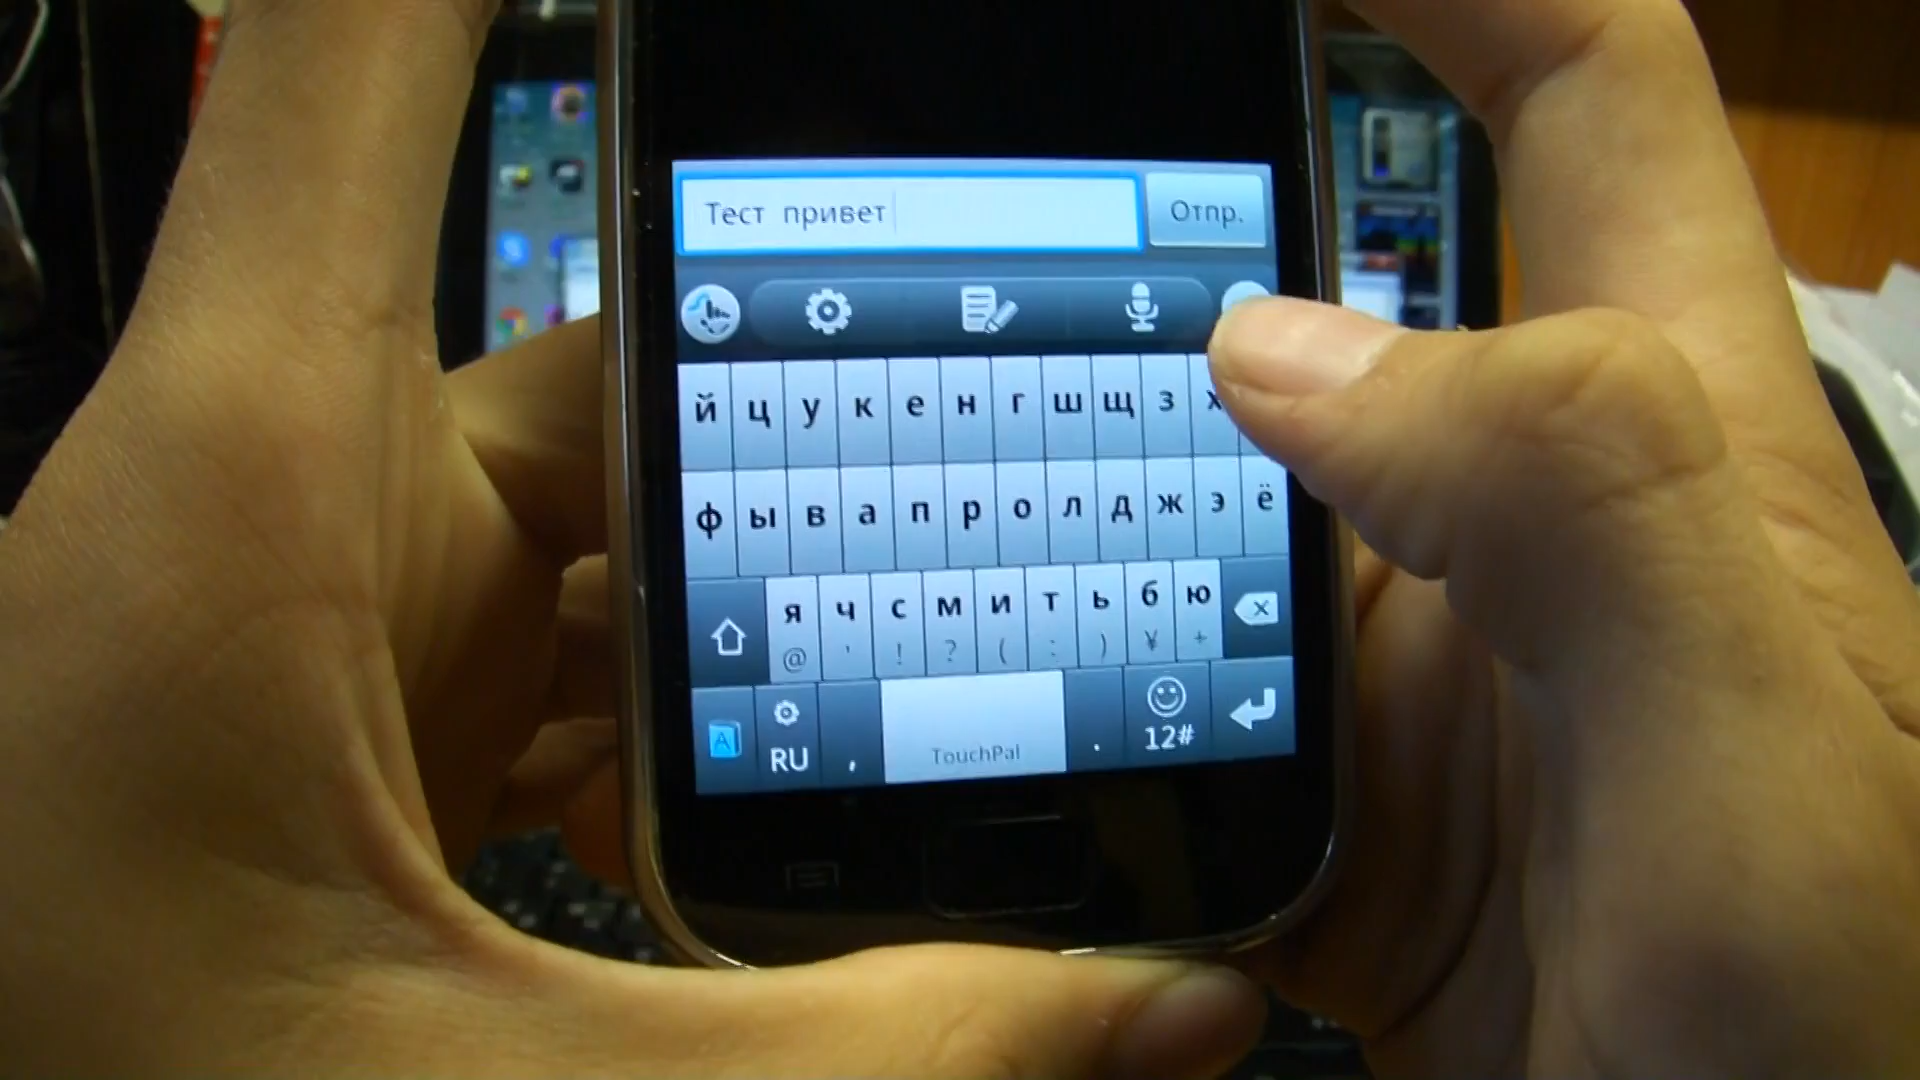 Тест привет
Отпр.
й ц у к е н г ш щ з х
ф ы в а п р о л д ж э ё
я ч с м и т ь б ю
@ ' ! ? ( : ) ¥ +
A RU , TouchPal . 12#